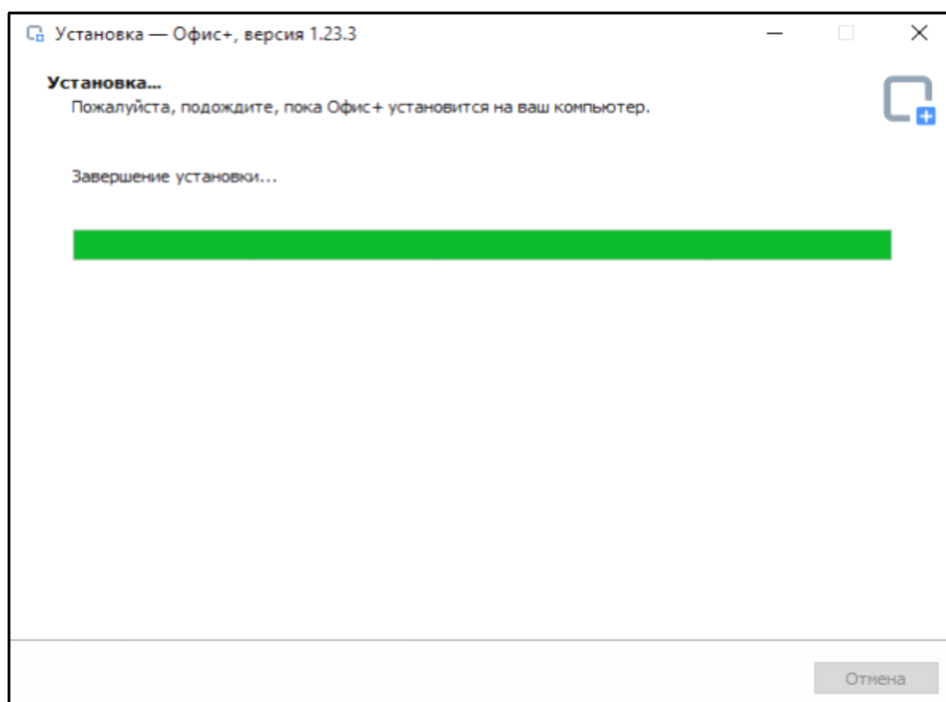 Установка — Офис+, версия 1.23.3
Установка...
Пожалуйста, подождите, пока Офис+ установится на ваш компьютер.
Завершение установки...
Отмена